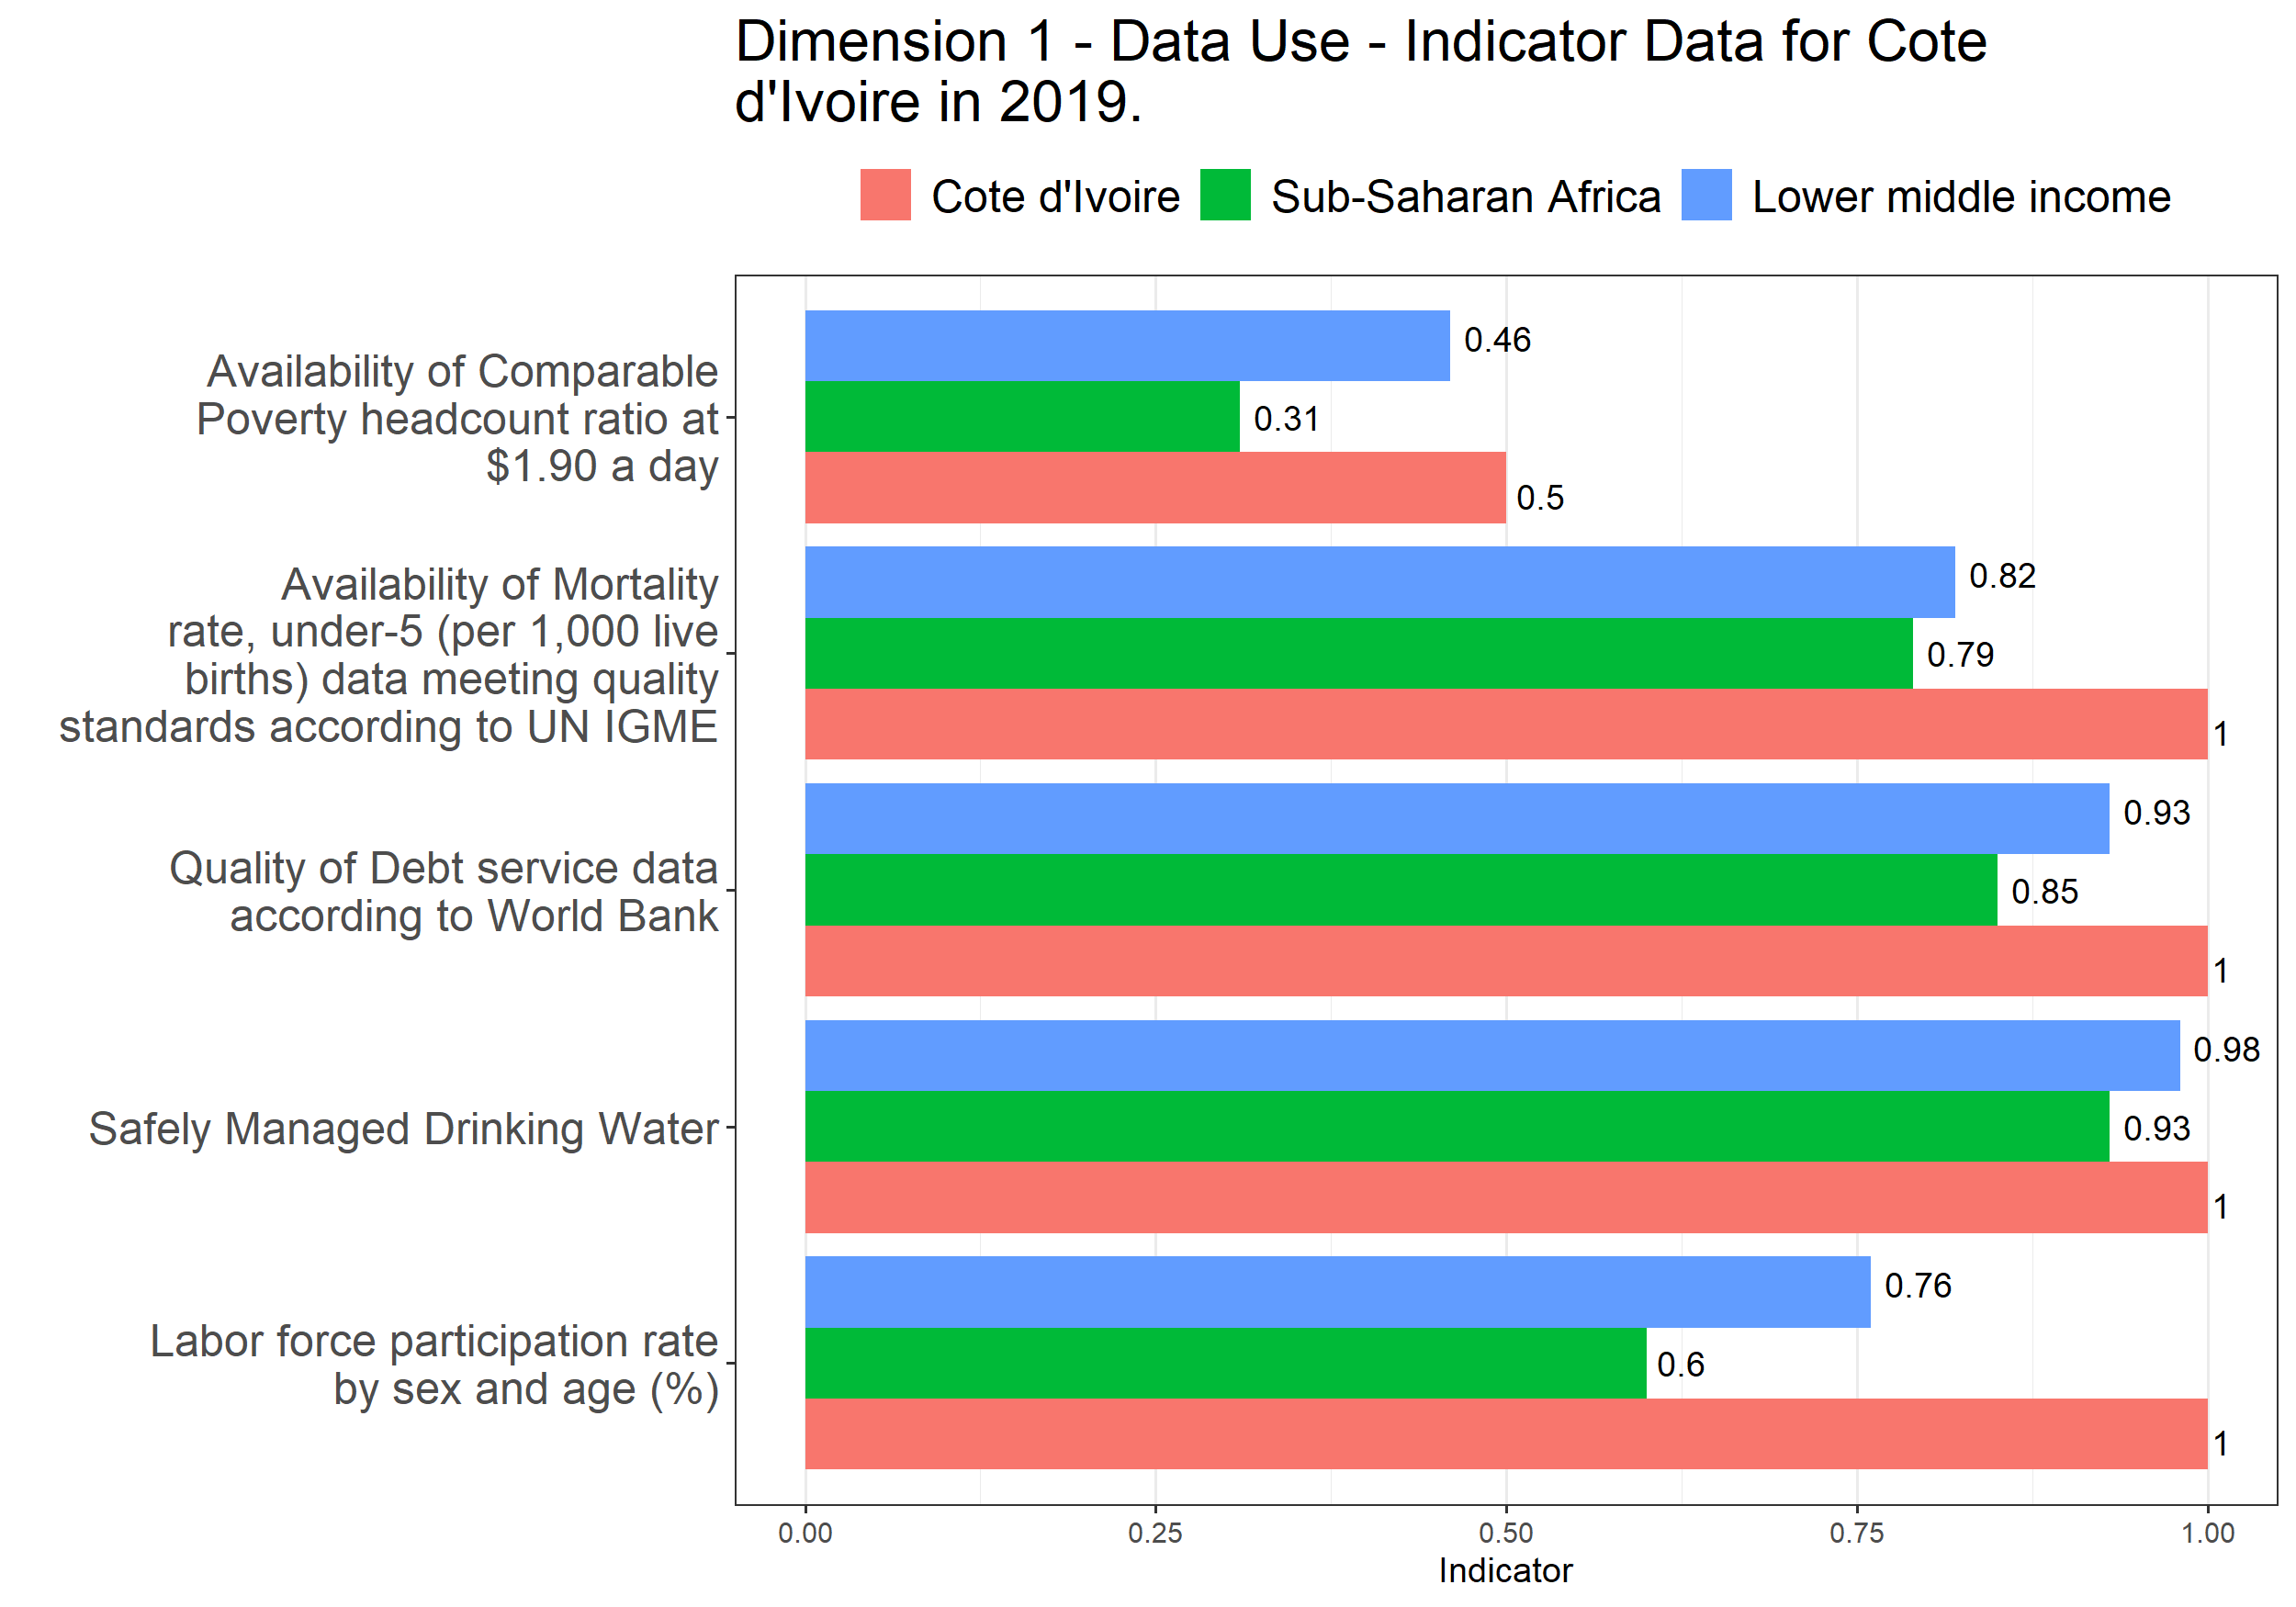 Dimension 1 - Data Use - Indicator Data for Cote
d'Ivoire in 2019.
Cote d'Ivoire
Sub-Saharan Africa
Lower middle income
Availability of Comparable
Poverty headcount ratio at
$1.90 a day
0.46
0.31
0.5
Availability of Mortality
rate, under-5 (per 1,000 live
births) data meeting quality
standards according to UN IGME
0.82
0.79
1
Quality of Debt service data
according to World Bank
0.93
0.85
1
Safely Managed Drinking Water
0.98
0.93
1
Labor force participation rate
by sex and age (%)
0.76
0.6
1
0.00
0.25
0.50
0.75
1.00
Indicator